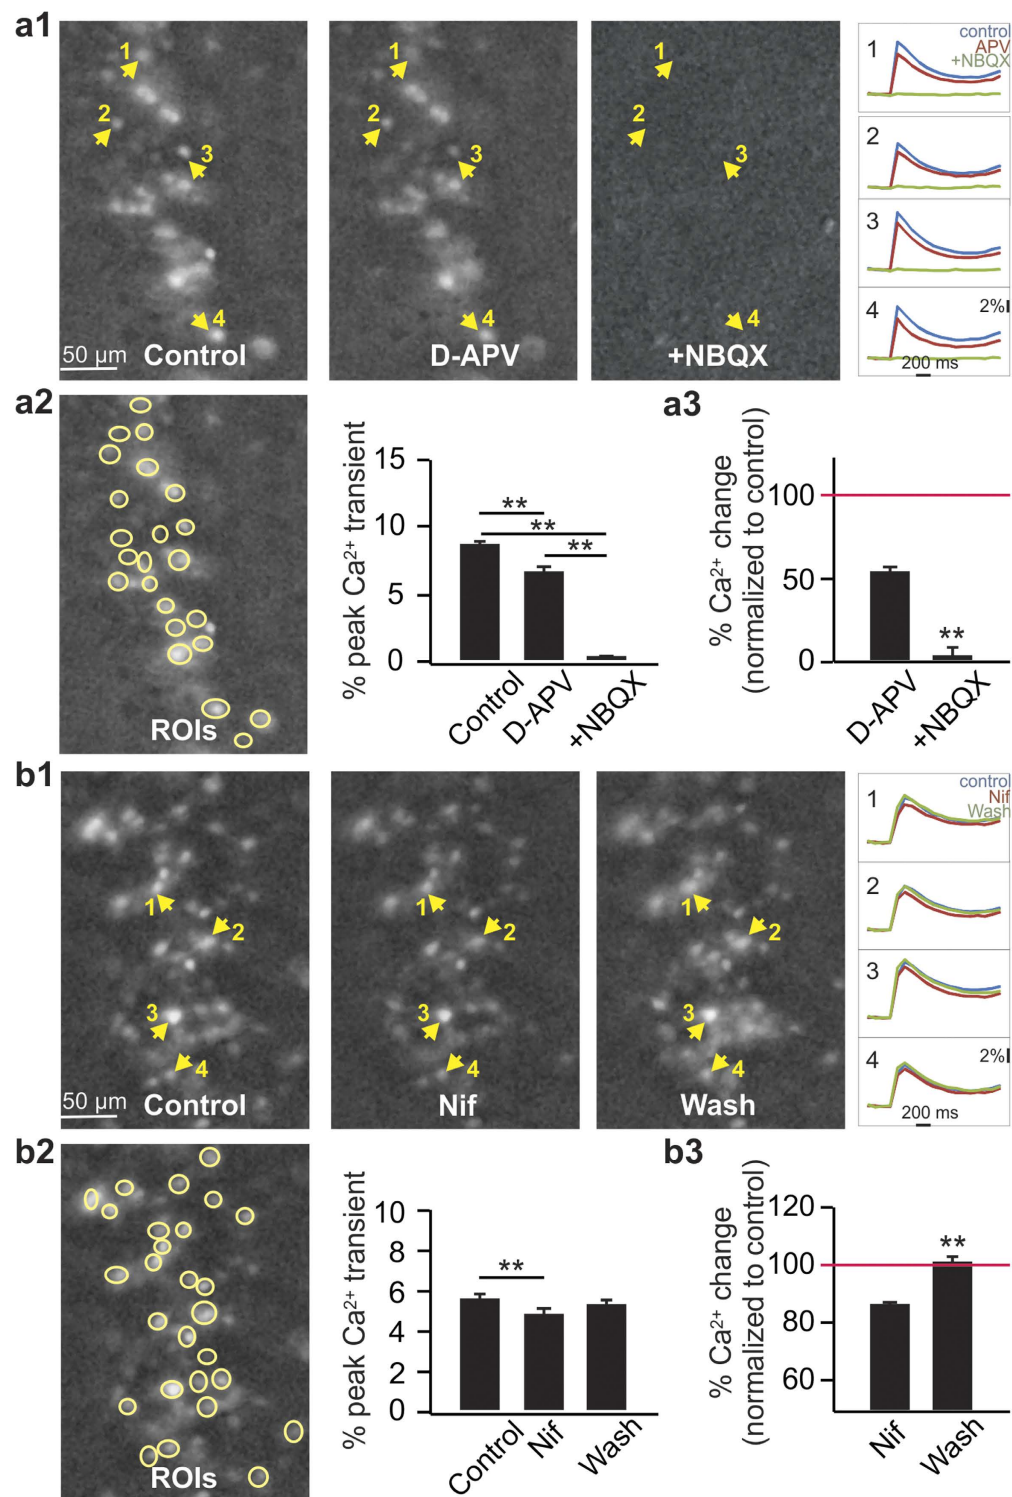 a1
1
2
3
4
50 µm
Control
1
2
3
4
D-APV
1
2
3
4
+NBQX
1
control
APV
+NBQX
2
3
4
2%
200 ms
a2
ROIs
% peak Ca²⁺ transient
15
10
5
0
**
**
**
Control
D-APV
+NBQX
a3
% Ca²⁺ change
(normalized to control)
100
50
0
**
D-APV
+NBQX
b1
1
2
3
4
50 µm
Control
1
2
3
4
Nif
1
2
3
4
Wash
1
control
Nif
Wash
2
3
4
2%
200 ms
b2
ROIs
% peak Ca²⁺ transient
10
8
6
4
2
0
**
Control
Nif
Wash
b3
% Ca²⁺ change
(normalized to control)
120
100
80
60
**
Nif
Wash